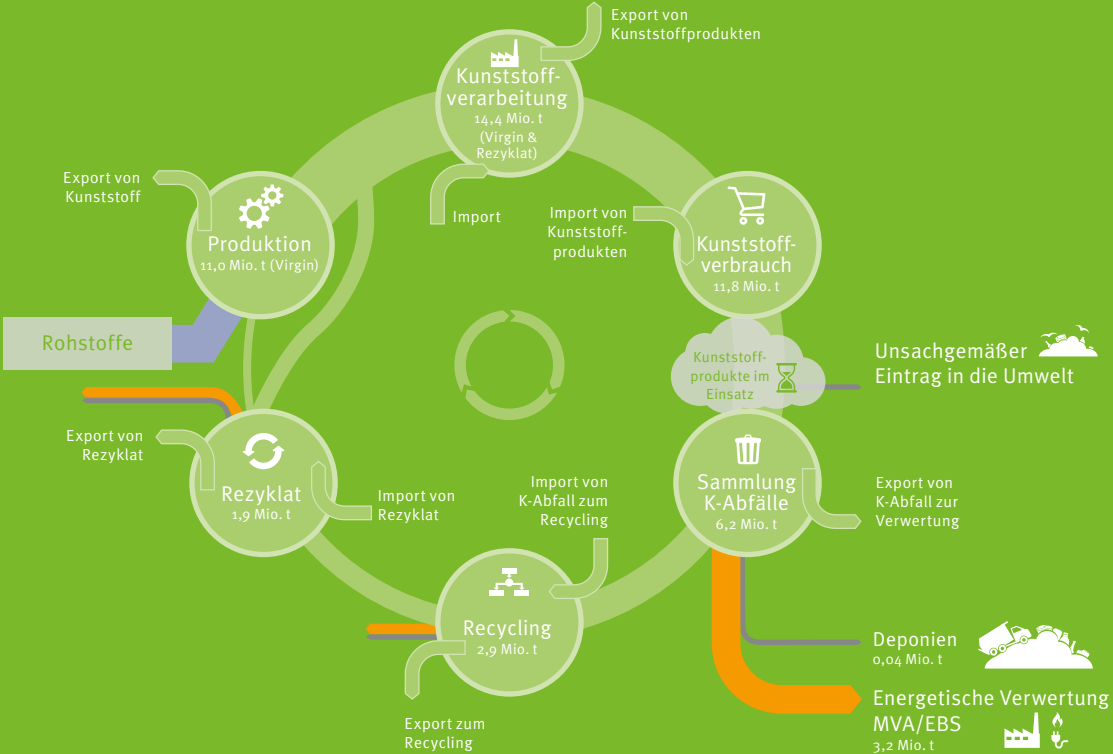 Export von
Kunststoffprodukten
Kunststoff-
verarbeitung
14,4 Mio. t
(Virgin &
Rezyklat)
Export von
Kunststoff
Import
Import von
Kunststoff-
produkten
Produktion
11,0 Mio. t (Virgin)
Kunststoff-
verbrauch
11,8 Mio. t
Rohstoffe
Kunststoff-
produkte im
Einsatz
Unsachgemäßer
Eintrag in die Umwelt
Export von
Rezyklat
Rezyklat
1,9 Mio. t
Import von
Rezyklat
Import von
K-Abfall zum
Recycling
Sammlung
K-Abfälle
6,2 Mio. t
Export von
K-Abfall zur
Verwertung
Recycling
2,9 Mio. t
Export zum
Recycling
Deponien
0,04 Mio. t
Energetische Verwertung
MVA/EBS
3,2 Mio. t